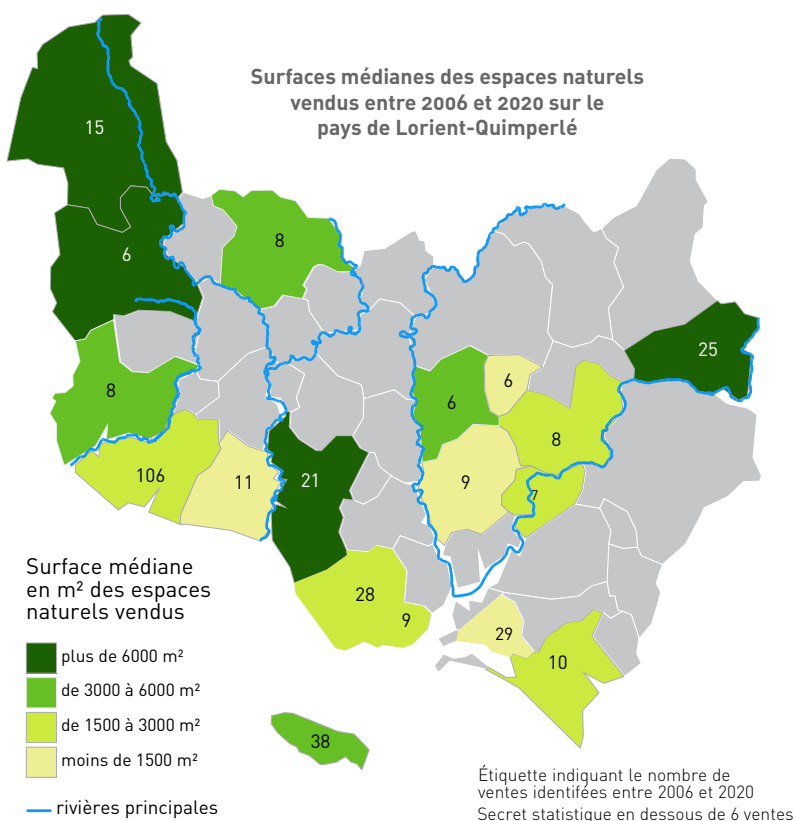 Surfaces médianes des espaces naturels
vendus entre 2006 et 2020 sur le
pays de Lorient-Quimperlé
15
8
6
25
8
6
6
8
106
11
21
9
7
28
9
29
10
38
Surface médiane
en m² des espaces
naturels vendus
plus de 6000 m²
de 3000 à 6000 m²
de 1500 à 3000 m²
moins de 1500 m²
rivières principales
Étiquette indiquant le nombre de
ventes identifées entre 2006 et 2020
Secret statistique en dessous de 6 ventes